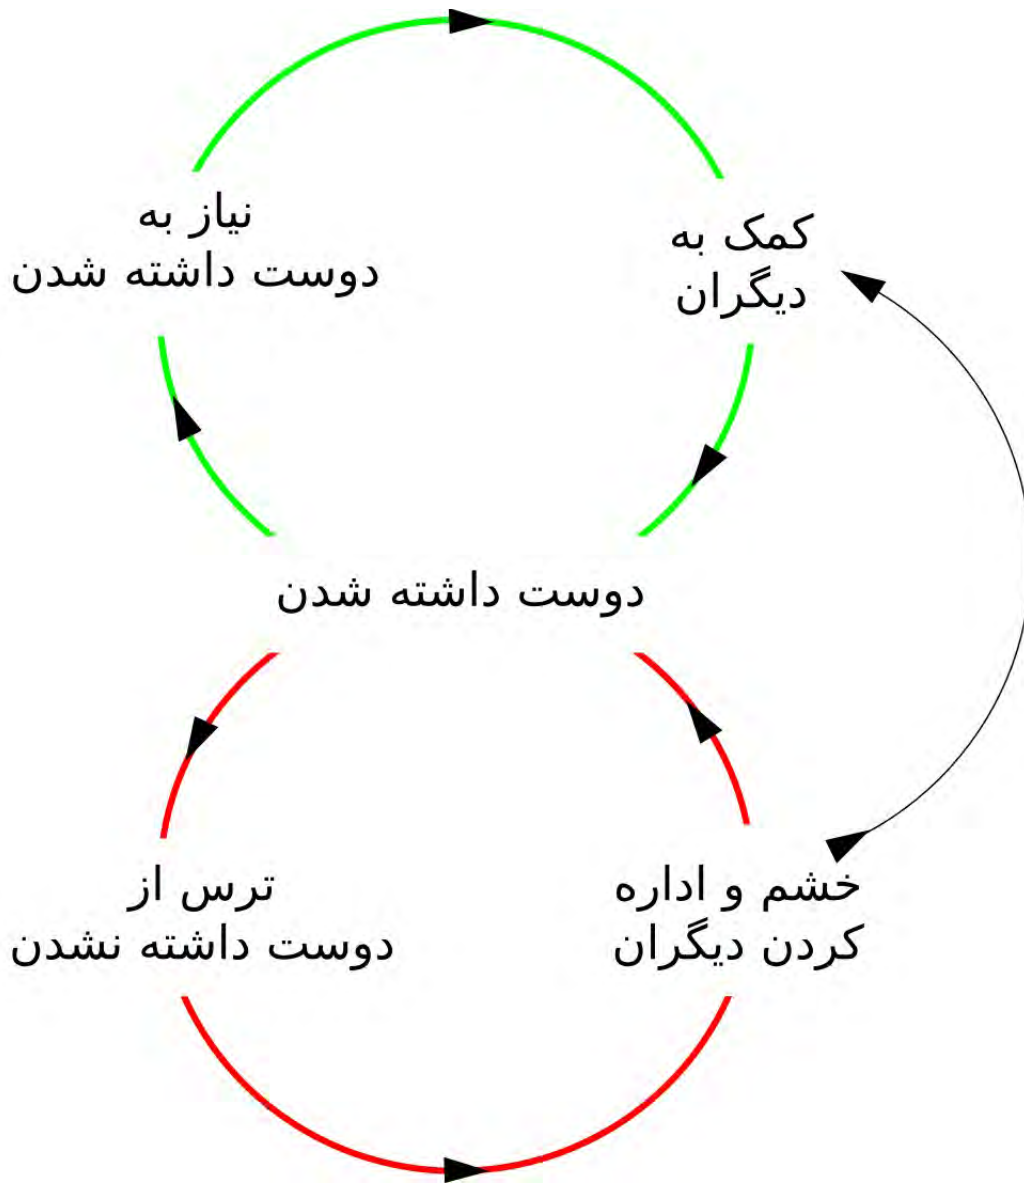 نیاز به
دوست داشته شدن
کمک به
دیگران
دوست داشته شدن
ترس از
دوست داشته نشدن
خشم و اداره
کردن دیگران